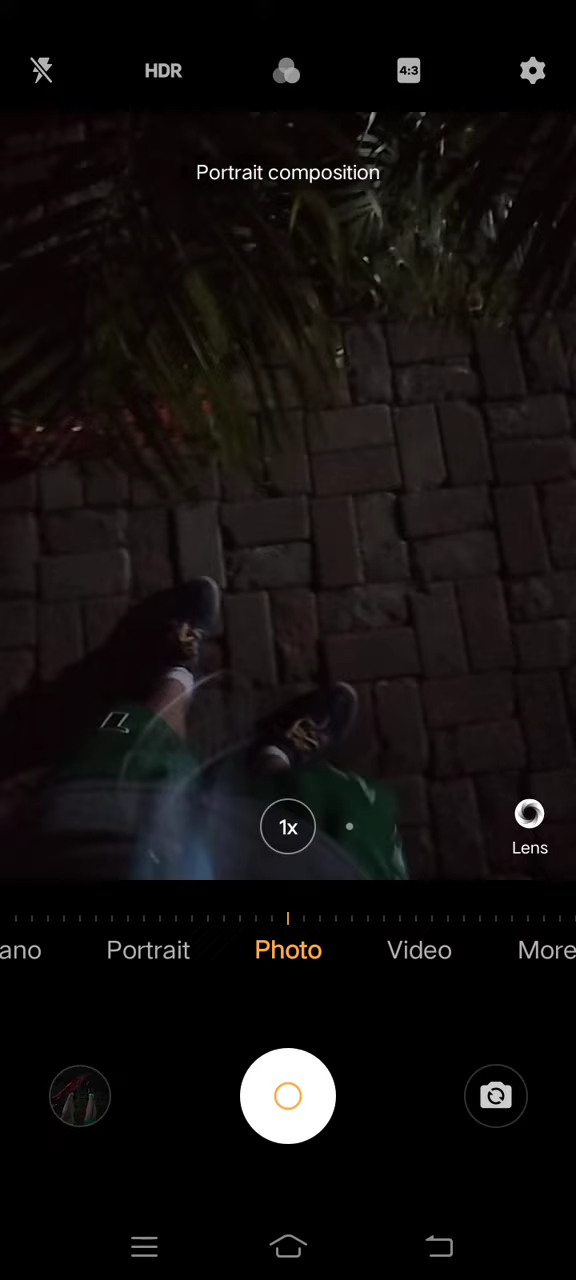 HDR
4:3
Portrait composition
1x
Lens
ano
Portrait
Photo
Video
More